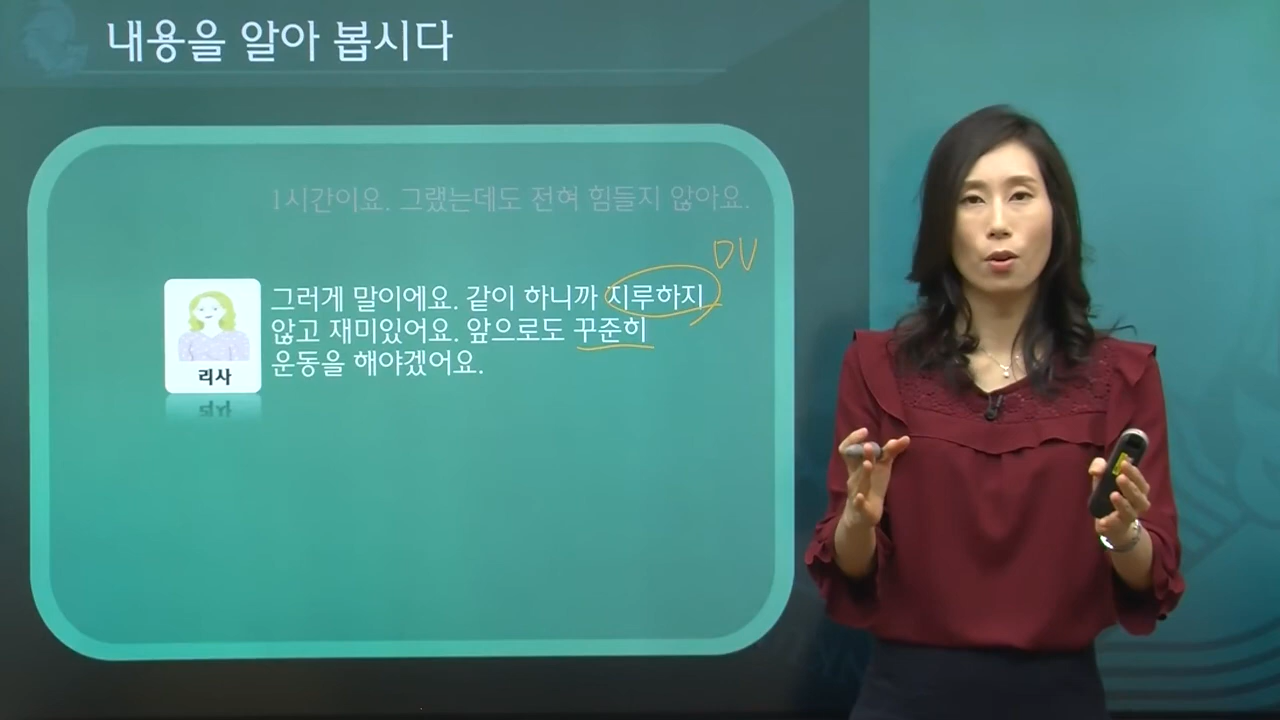 내용을 알아 봅시다
1시간이요. 그랬는데도 전혀 힘들지 않아요.
DV
그러게 말이에요. 같이 하니까 지루하지
않고 재미있어요. 앞으로도 꾸준히
운동을 해야겠어요.
리사